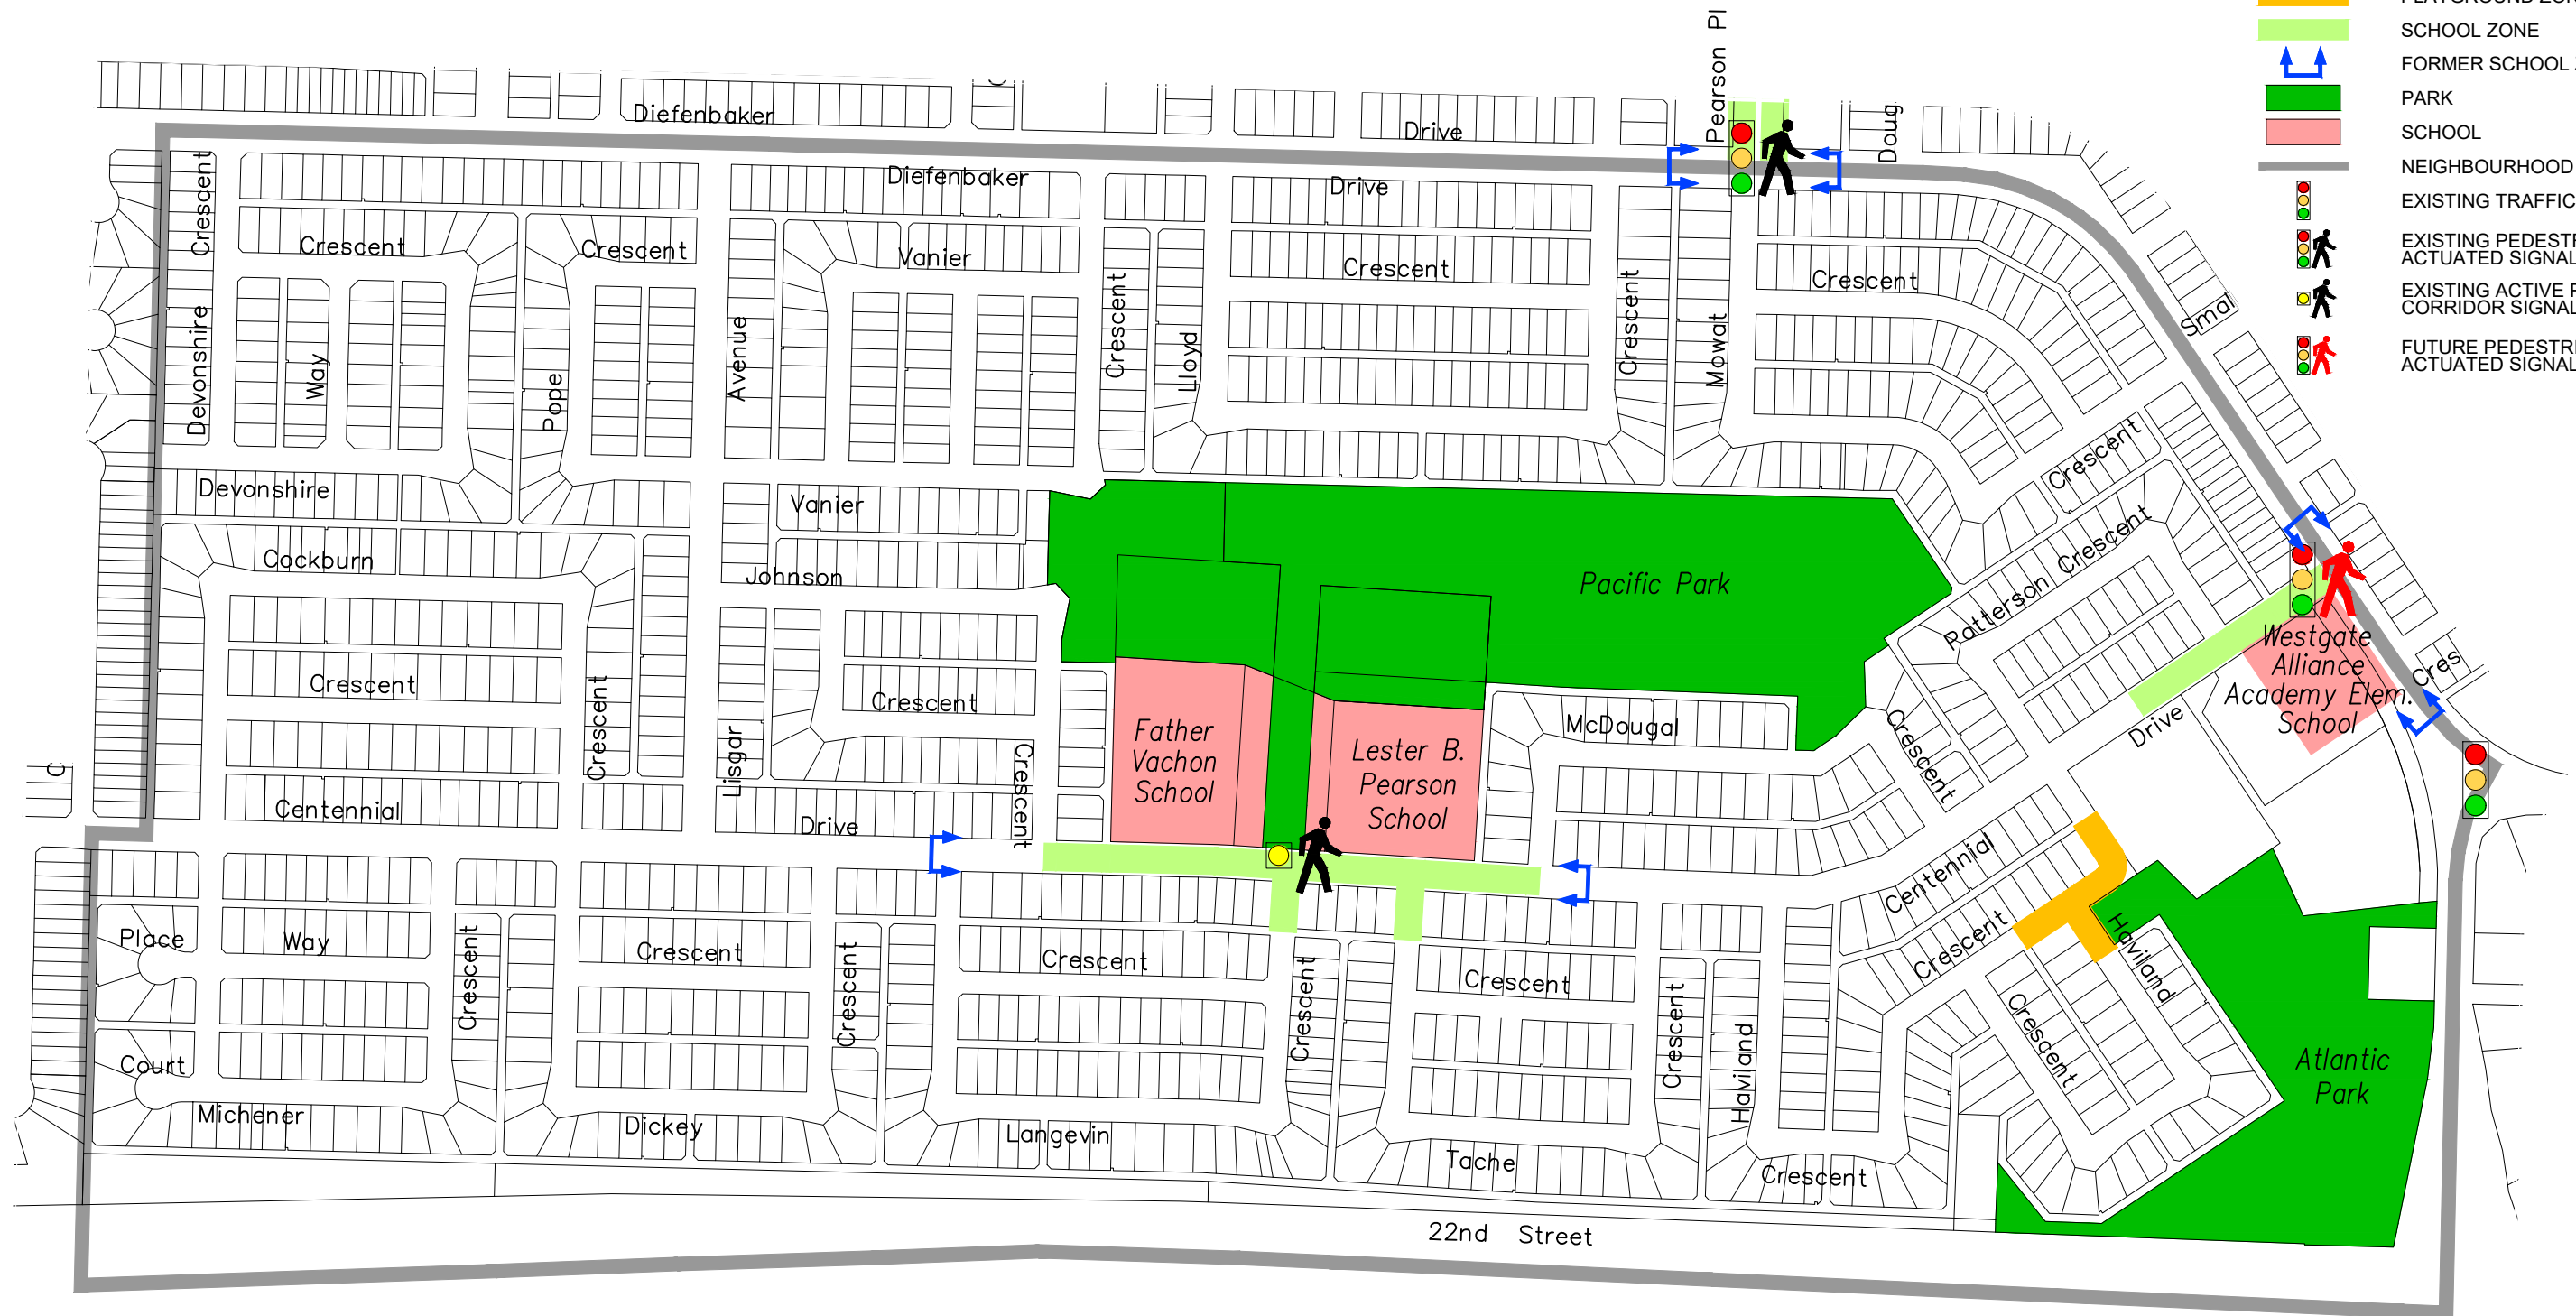 Pearson Pl
SCHOOL ZONE
FORMER SCHOOL
PARK
SCHOOL
NEIGHBOURHOOD
EXISTING TRAFFIC
EXISTING PEDESTR
ACTUATED SIGNAL
EXISTING ACTIVE P
CORRIDOR SIGNAL
FUTURE PEDESTRI
ACTUATED SIGNAL
Diefenbaker
Drive
Doug
Diefenbaker
Drive
Crescent
Crescent
Crescent
Vanier
Crescent
Crescent
Devonshire
Way
Pope
Avenue
Crescent
Lloyd
Crescent
Mowat
Smal
Crescent
Devonshire
Vanier
Cockburn
Johnson
Pacific Park
Patterson Crescent
Westgate
Alliance
Academy Elem.
School
Cres
Crescent
Crescent
Crescent
Lisgar
Crescent
Father
Vachon
School
Lester B.
Pearson
School
McDougal
Crescent
Drive
C
Centennial
Drive
Centennial
Place
Way
Crescent
Crescent
Crescent
Crescent
Crescent
Crescent
Crescent
Haviland
Crescent
Crescent
Haviland
Crescent
Court
Michener
Dickey
Langevin
Tache
Crescent
Atlantic
Park
22nd Street